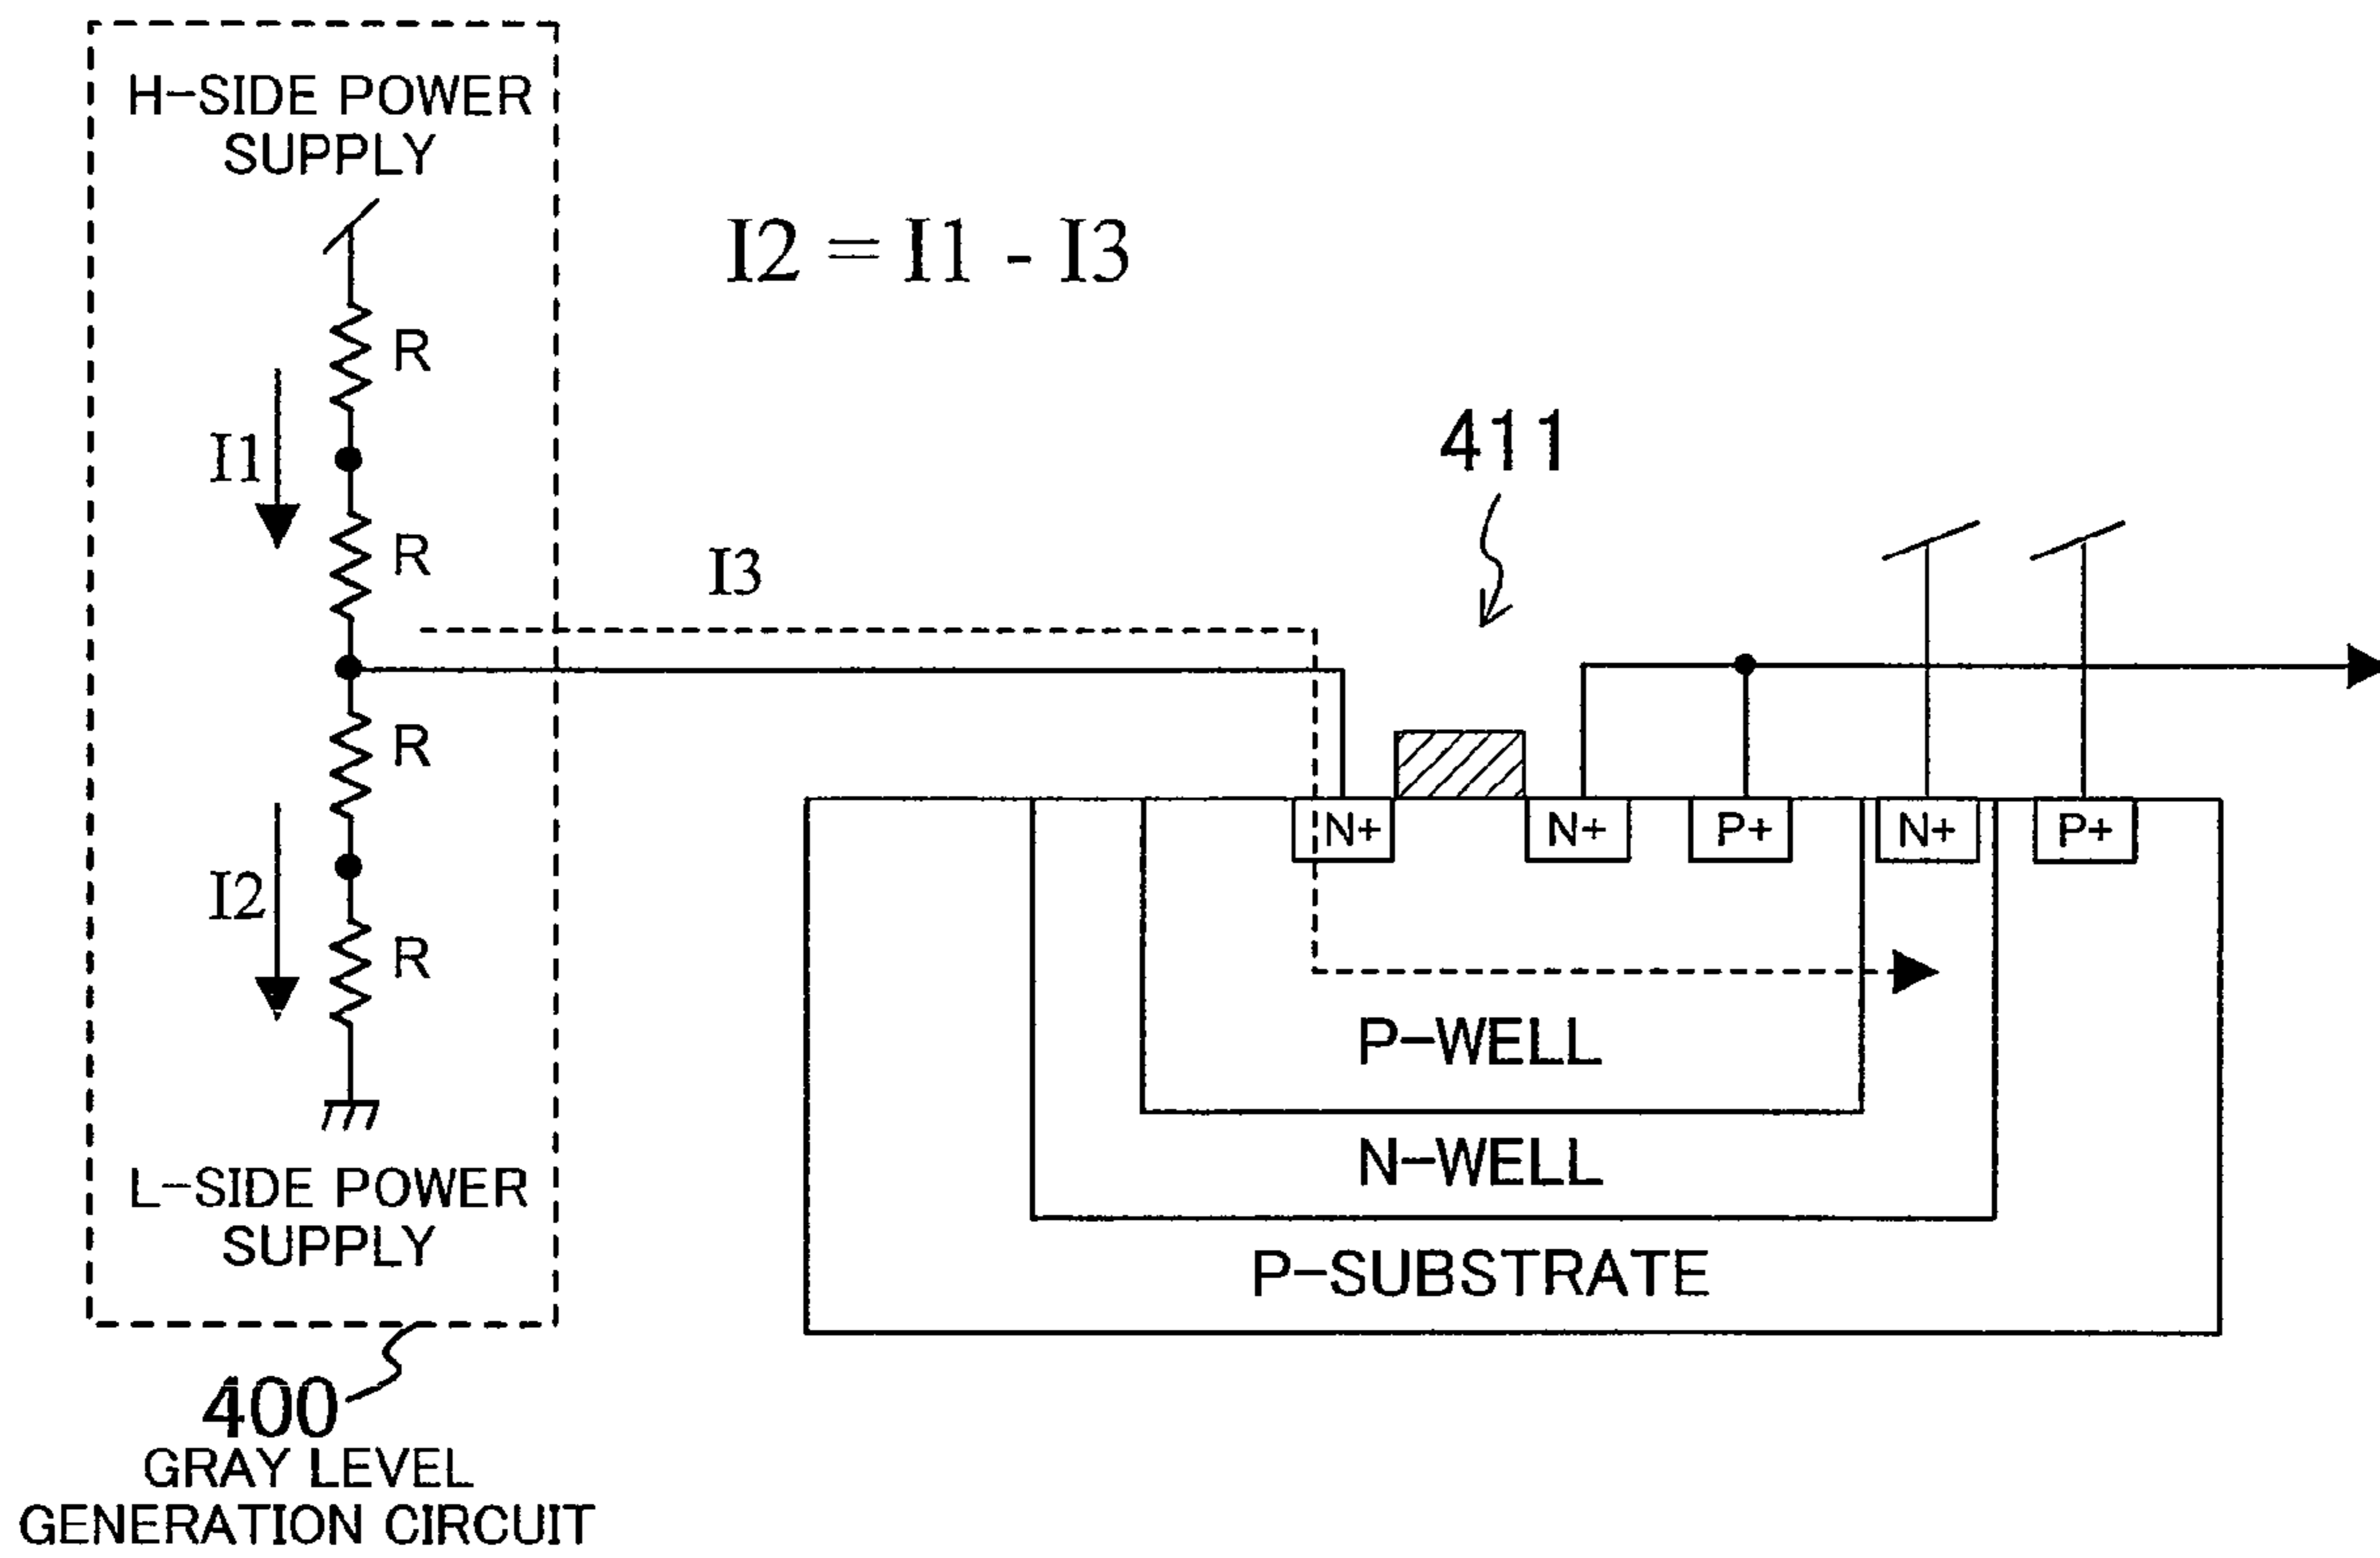 H-SIDE POWER
SUPPLY
I2 = I1 - I3
R
I1
R
I3
411
R
I2
R
N+
N+
P+
N+
P+
P-WELL
N-WELL
P-SUBSTRATE
L-SIDE POWER
SUPPLY
400
GRAY LEVEL
GENERATION CIRCUIT